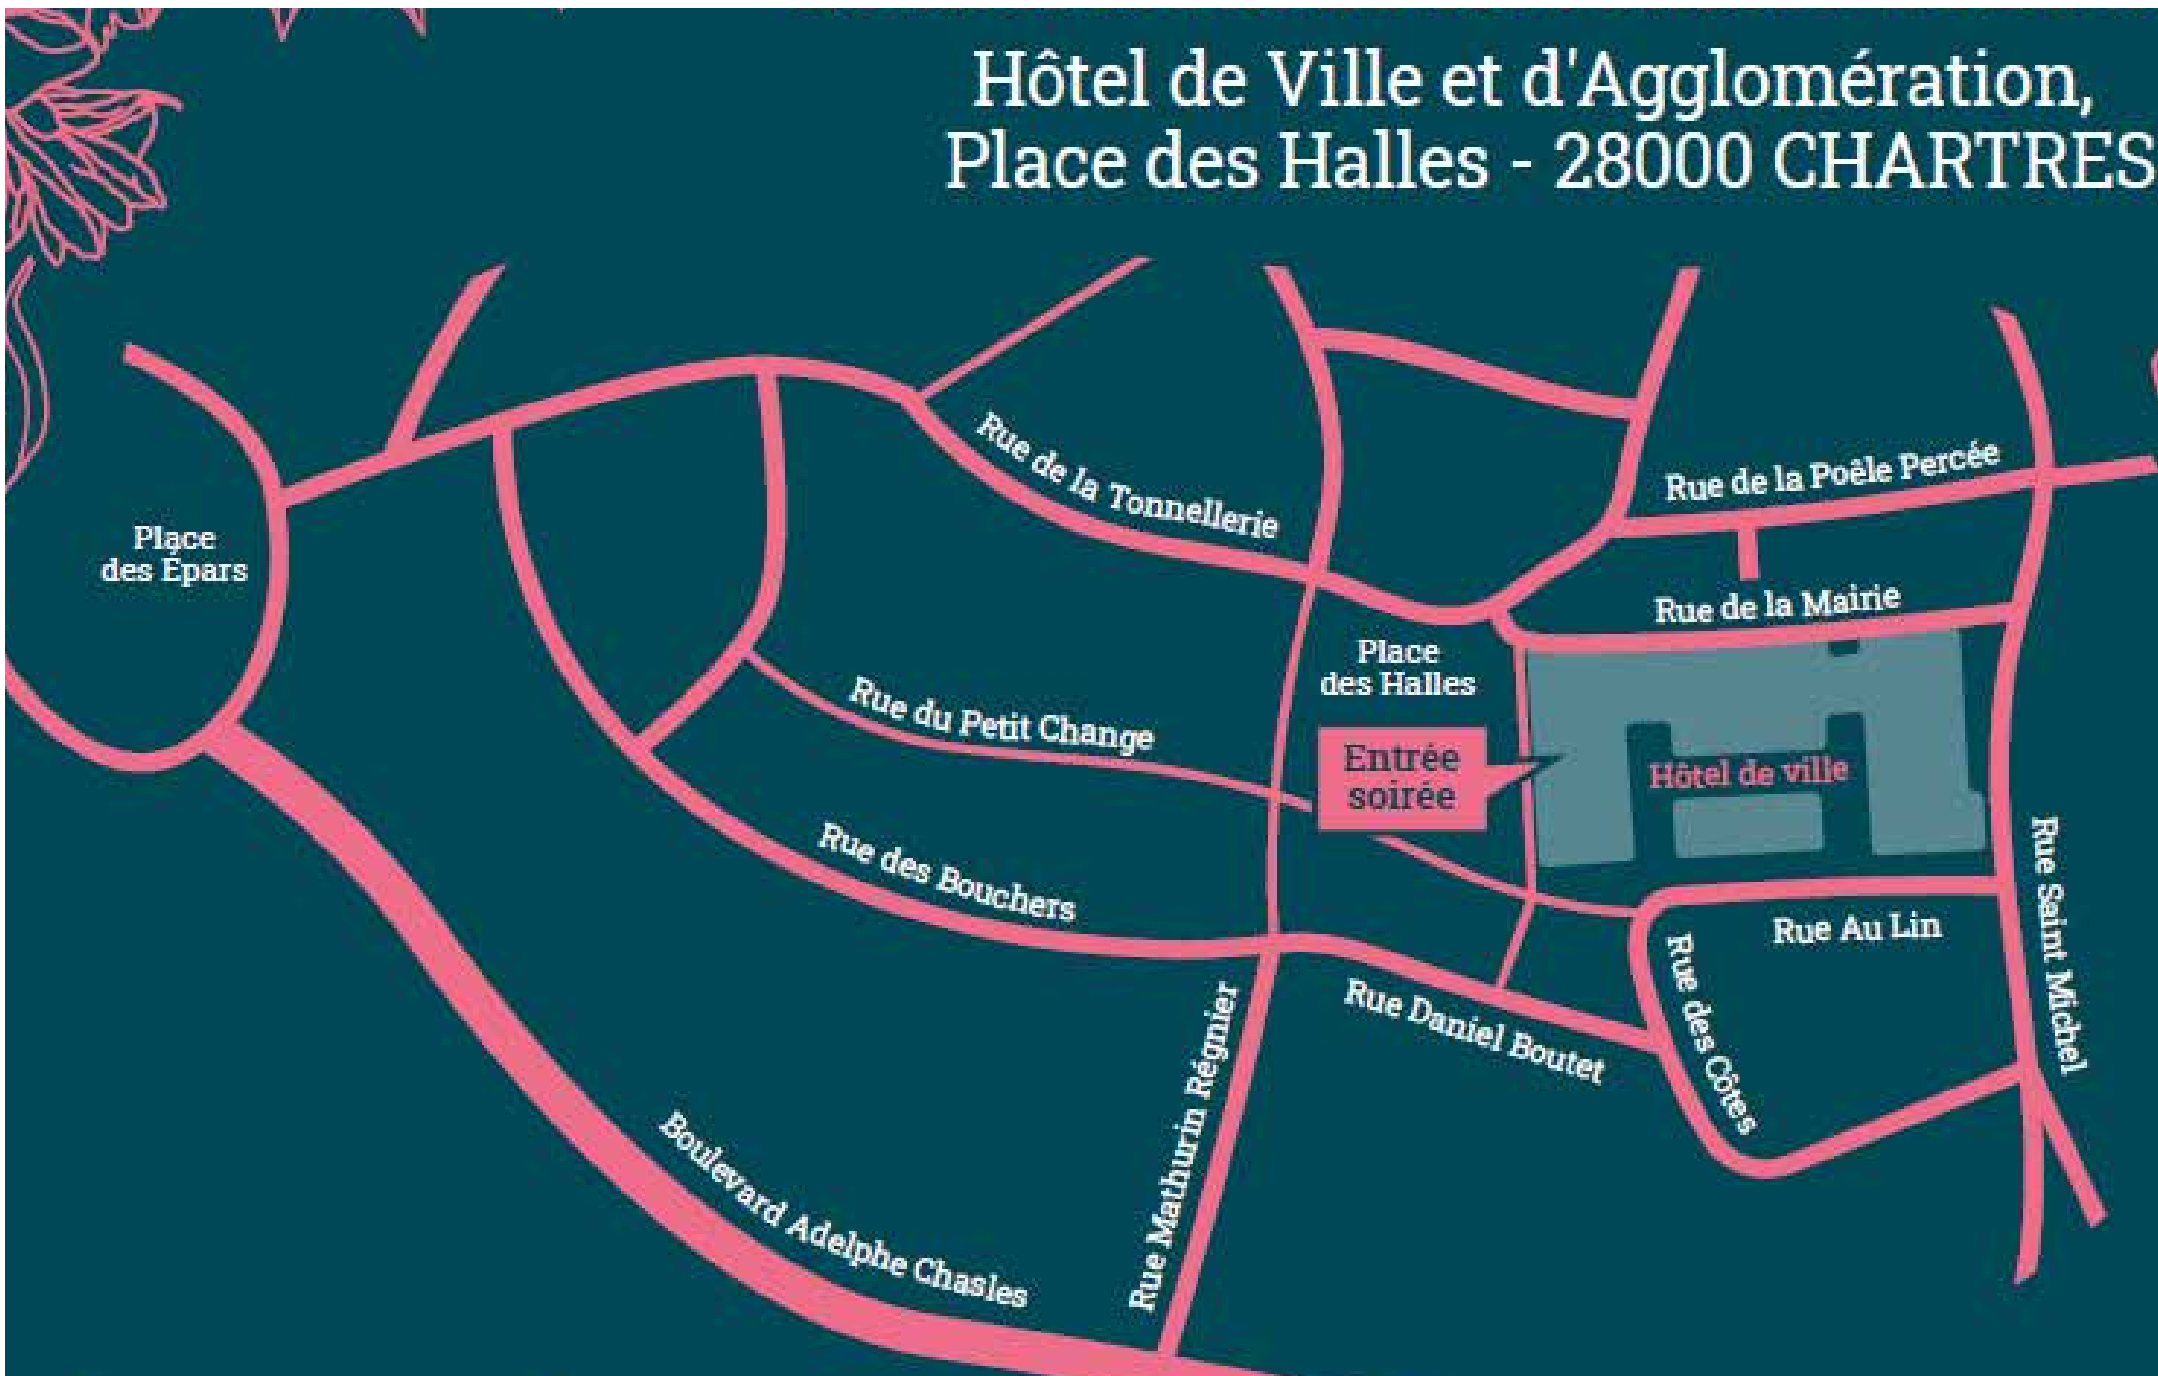 Hôtel de Ville et d'Agglomération,
Place des Halles - 28000 CHARTRES
Rue de la Tonnellerie
Rue de la Poêle Percée
Place
des Épars
Rue de la Mairie
Place
des Halles
Rue du Petit Change
Entrée
soirée
Hôtel de ville
Rue des Bouchers
Rue Saint Michel
Rue Au Lin
Rue des Côtes
Rue Daniel Boutet
Rue Mathurin Régnier
Boulevard Adelphe Chasles